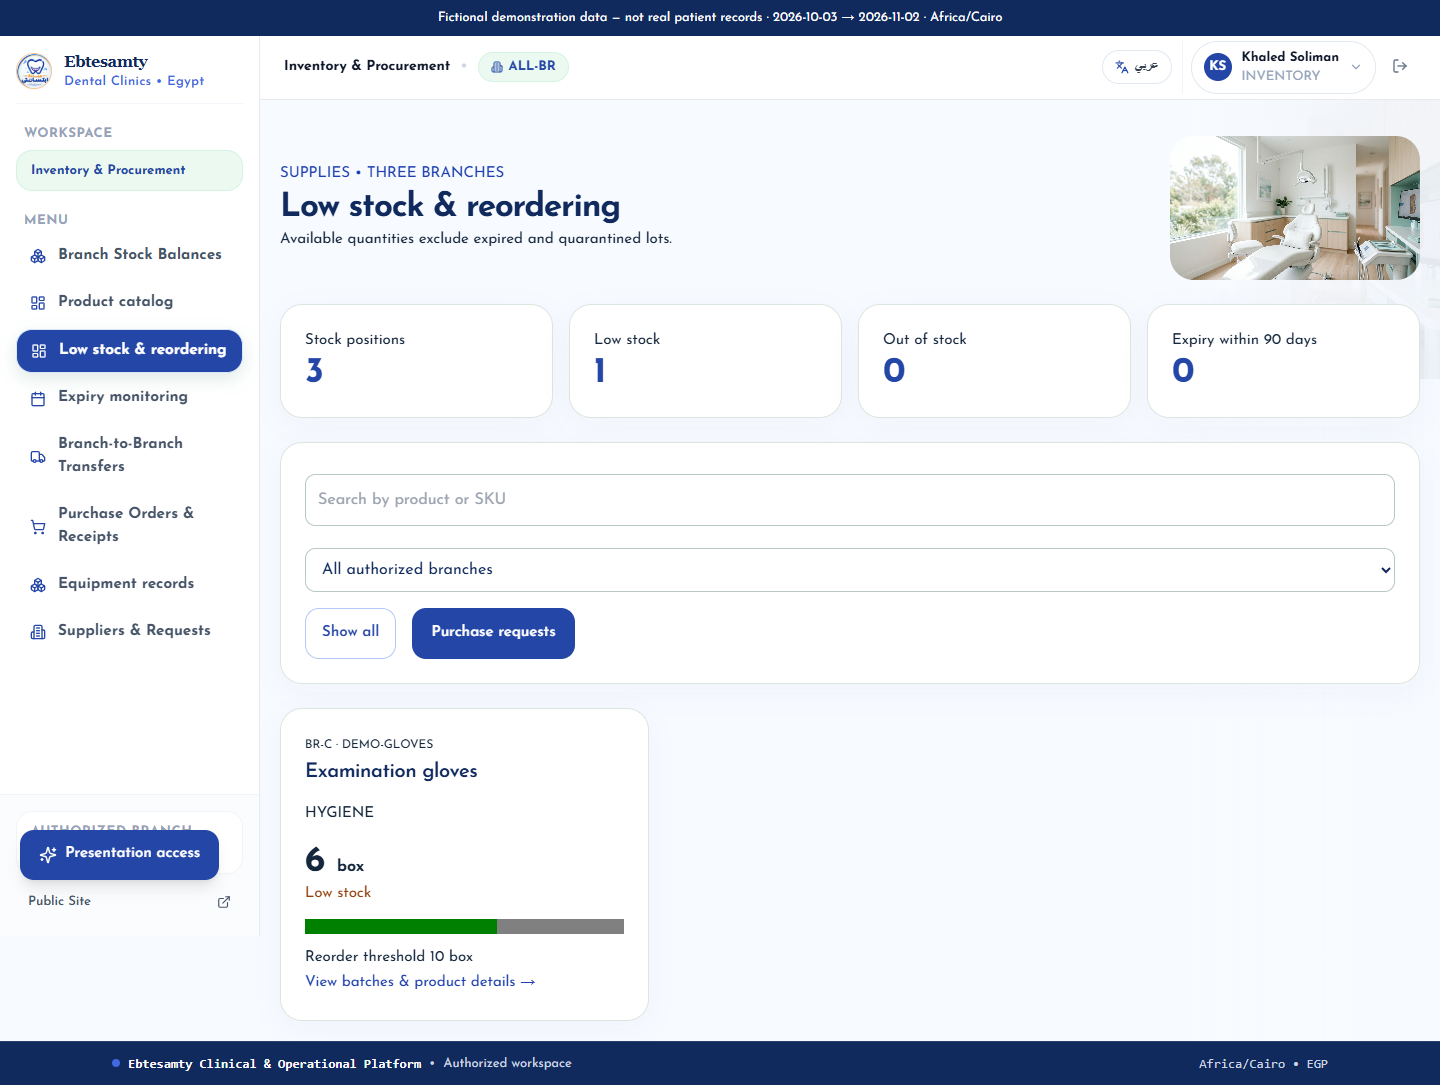 Fictional demonstration data — not real patient records · 2026-10-03 → 2026-11-02 · Africa/Cairo
Ebtesamty
Dental Clinics • Egypt
Inventory & Procurement
ALL-BR
عربي
KS
Khaled Soliman
INVENTORY
WORKSPACE
Inventory & Procurement
MENU
Branch Stock Balances
Product catalog
Low stock & reordering
Expiry monitoring
Branch-to-Branch
Transfers
Purchase Orders &
Receipts
Equipment records
Suppliers & Requests
AUTHORIZED BRANCH
Presentation access
Public Site
SUPPLIES • THREE BRANCHES
Low stock & reordering
Available quantities exclude expired and quarantined lots.
Stock positions
3
Low stock
1
Out of stock
0
Expiry within 90 days
0
Search by product or SKU
All authorized branches
Show all
Purchase requests
BR-C · DEMO-GLOVES
Examination gloves
HYGIENE
6 box
Low stock
Reorder threshold 10 box
View batches & product details →
Ebtesamty Clinical & Operational Platform • Authorized workspace
Africa/Cairo • EGP